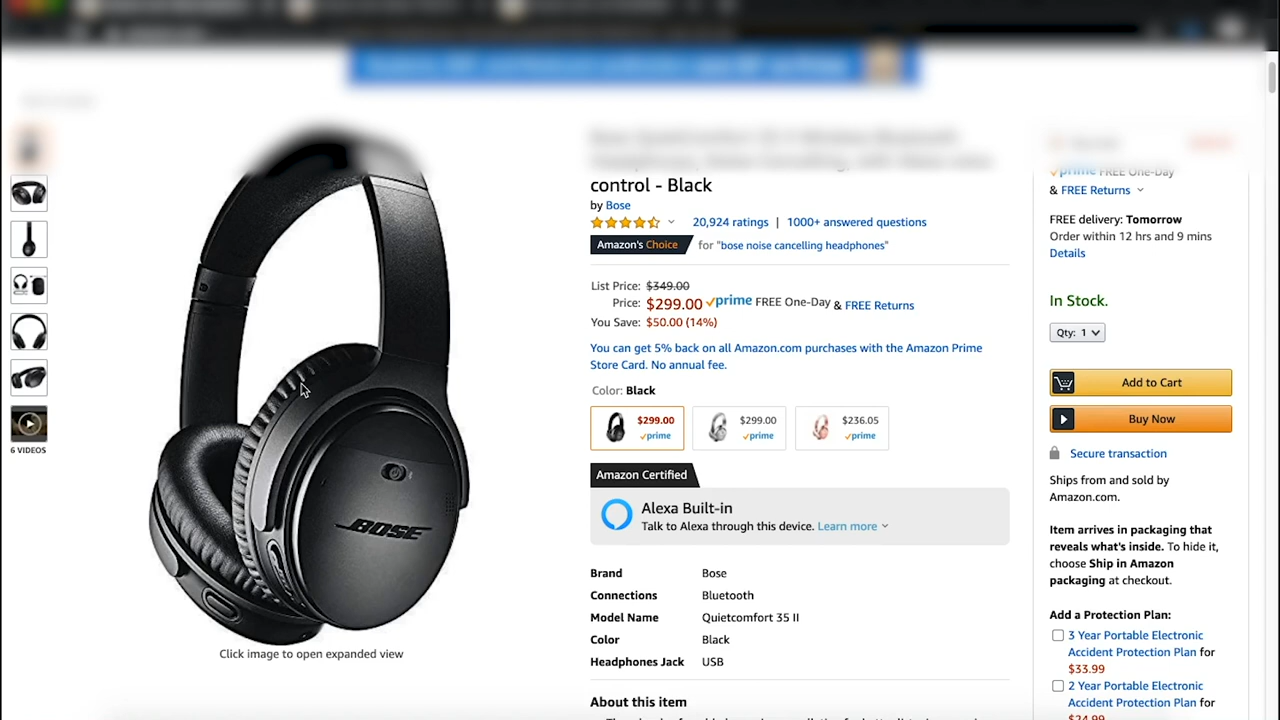 control - Black
by Bose
20,924 ratings | 1000+ answered questions
Amazon's Choice for "bose noise cancelling headphones"
List Price: $349.00
Price: $299.00 prime FREE One-Day & FREE Returns
You Save: $50.00 (14%)
You can get 5% back on all Amazon.com purchases with the Amazon Prime
Store Card. No annual fee.
Color: Black
$299.00 prime
$299.00 prime
$236.05 prime
Amazon Certified
Alexa Built-in
Talk to Alexa through this device. Learn more
Brand Bose
Connections Bluetooth
Model Name Quietcomfort 35 II
Color Black
Headphones Jack USB
About this item
BOSE
Click image to open expanded view
6 VIDEOS
prime FREE One-Day
& FREE Returns
FREE delivery: Tomorrow
Order within 12 hrs and 9 mins
Details
In Stock.
Qty: 1
Add to Cart
Buy Now
Secure transaction
Ships from and sold by
Amazon.com.
Item arrives in packaging that
reveals what's inside. To hide it,
choose Ship in Amazon
packaging at checkout.
Add a Protection Plan:
3 Year Portable Electronic
Accident Protection Plan for
$33.99
2 Year Portable Electronic
Accident Protection Plan for
$24.99